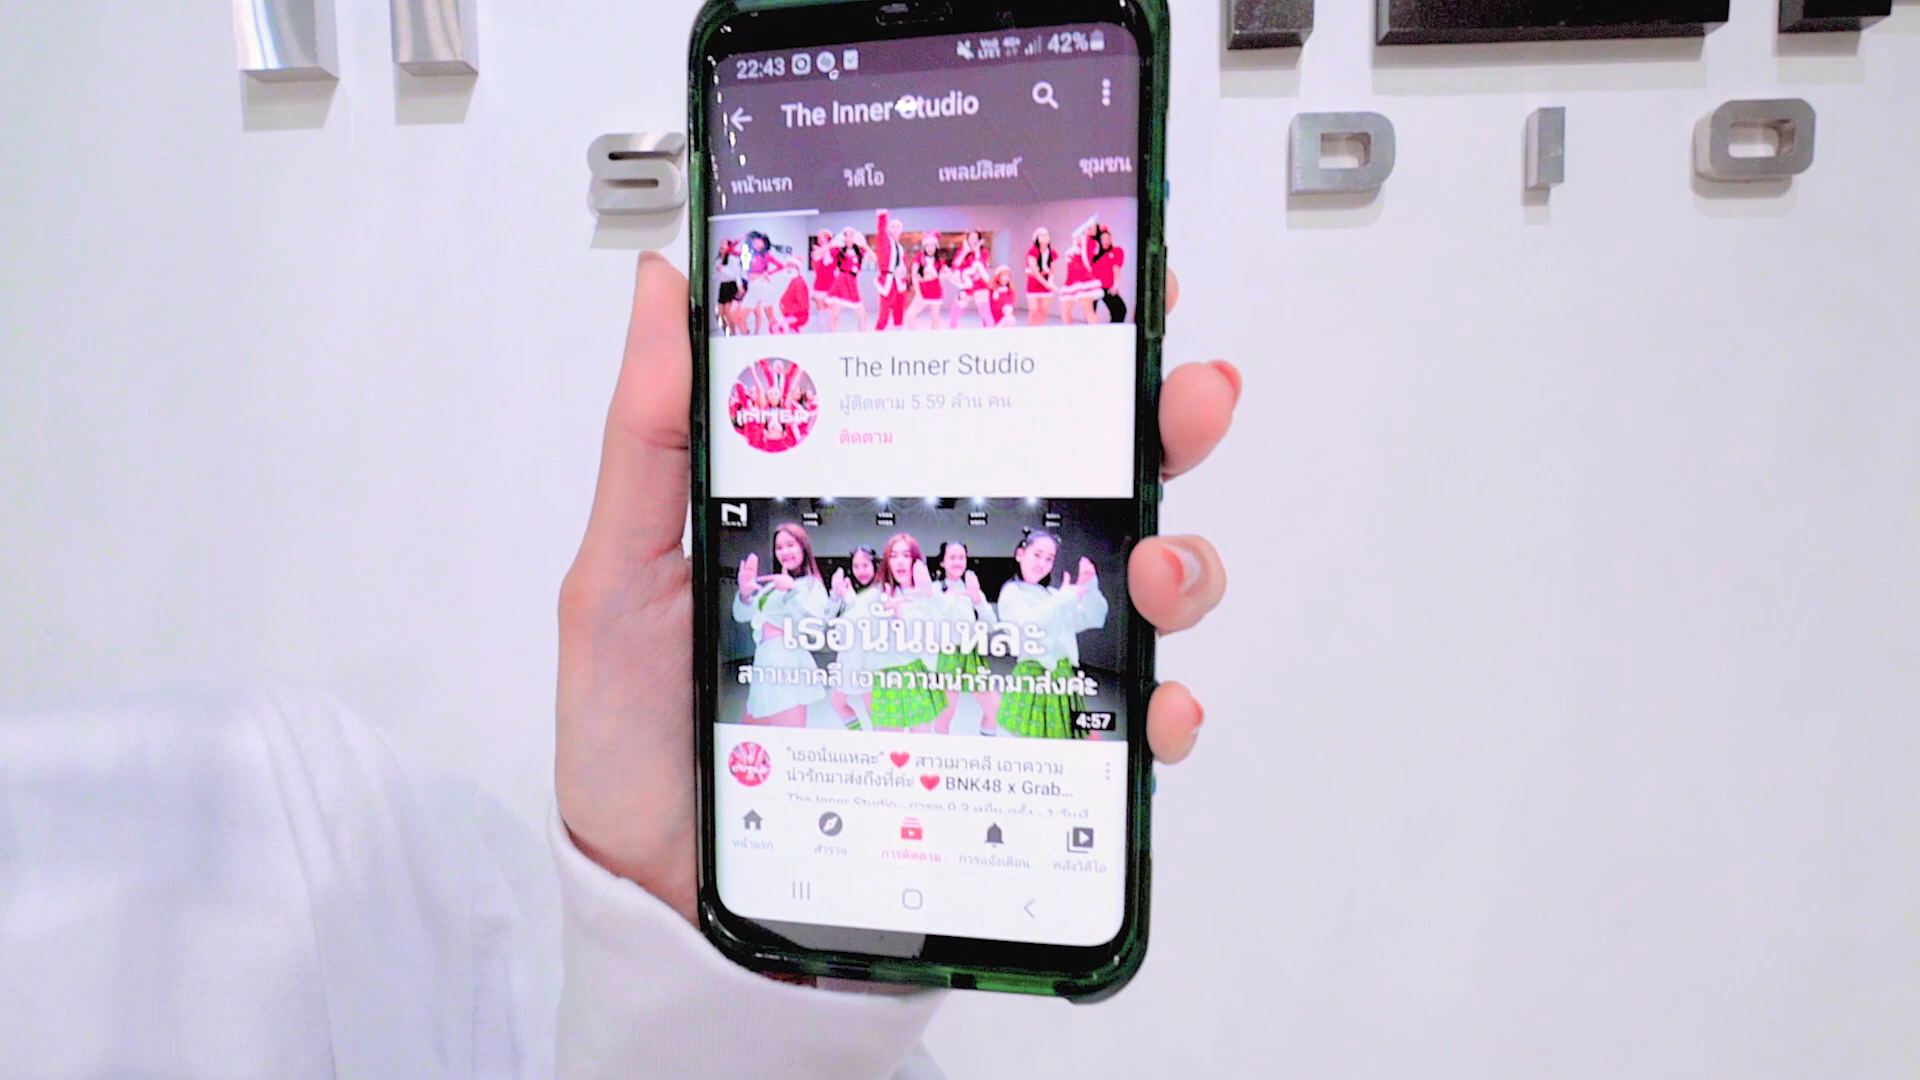 22:43
42%
The Inner Studio
หน้าแรก วิดีโอ เพลย์ลิสต์ ชุมชน
S
D I O
The Inner Studio
ผู้ติดตาม 5.59 ล้าน คน
INNER
ติดตาม
เธอนั่นแหละ
สาวเมาคลี เอาความน่ารักมาส่งค่ะ
4:57
"เธอนั่นแหละ" ❤️ สาวเมาคลี เอาความ
น่ารักมาส่งถึงที่ค่ะ ❤️ BNK48 x Grab...
The Inner Studio
หน้าแรก สำรวจ การติดตาม การแจ้งเตือน คลังวิดีโอ